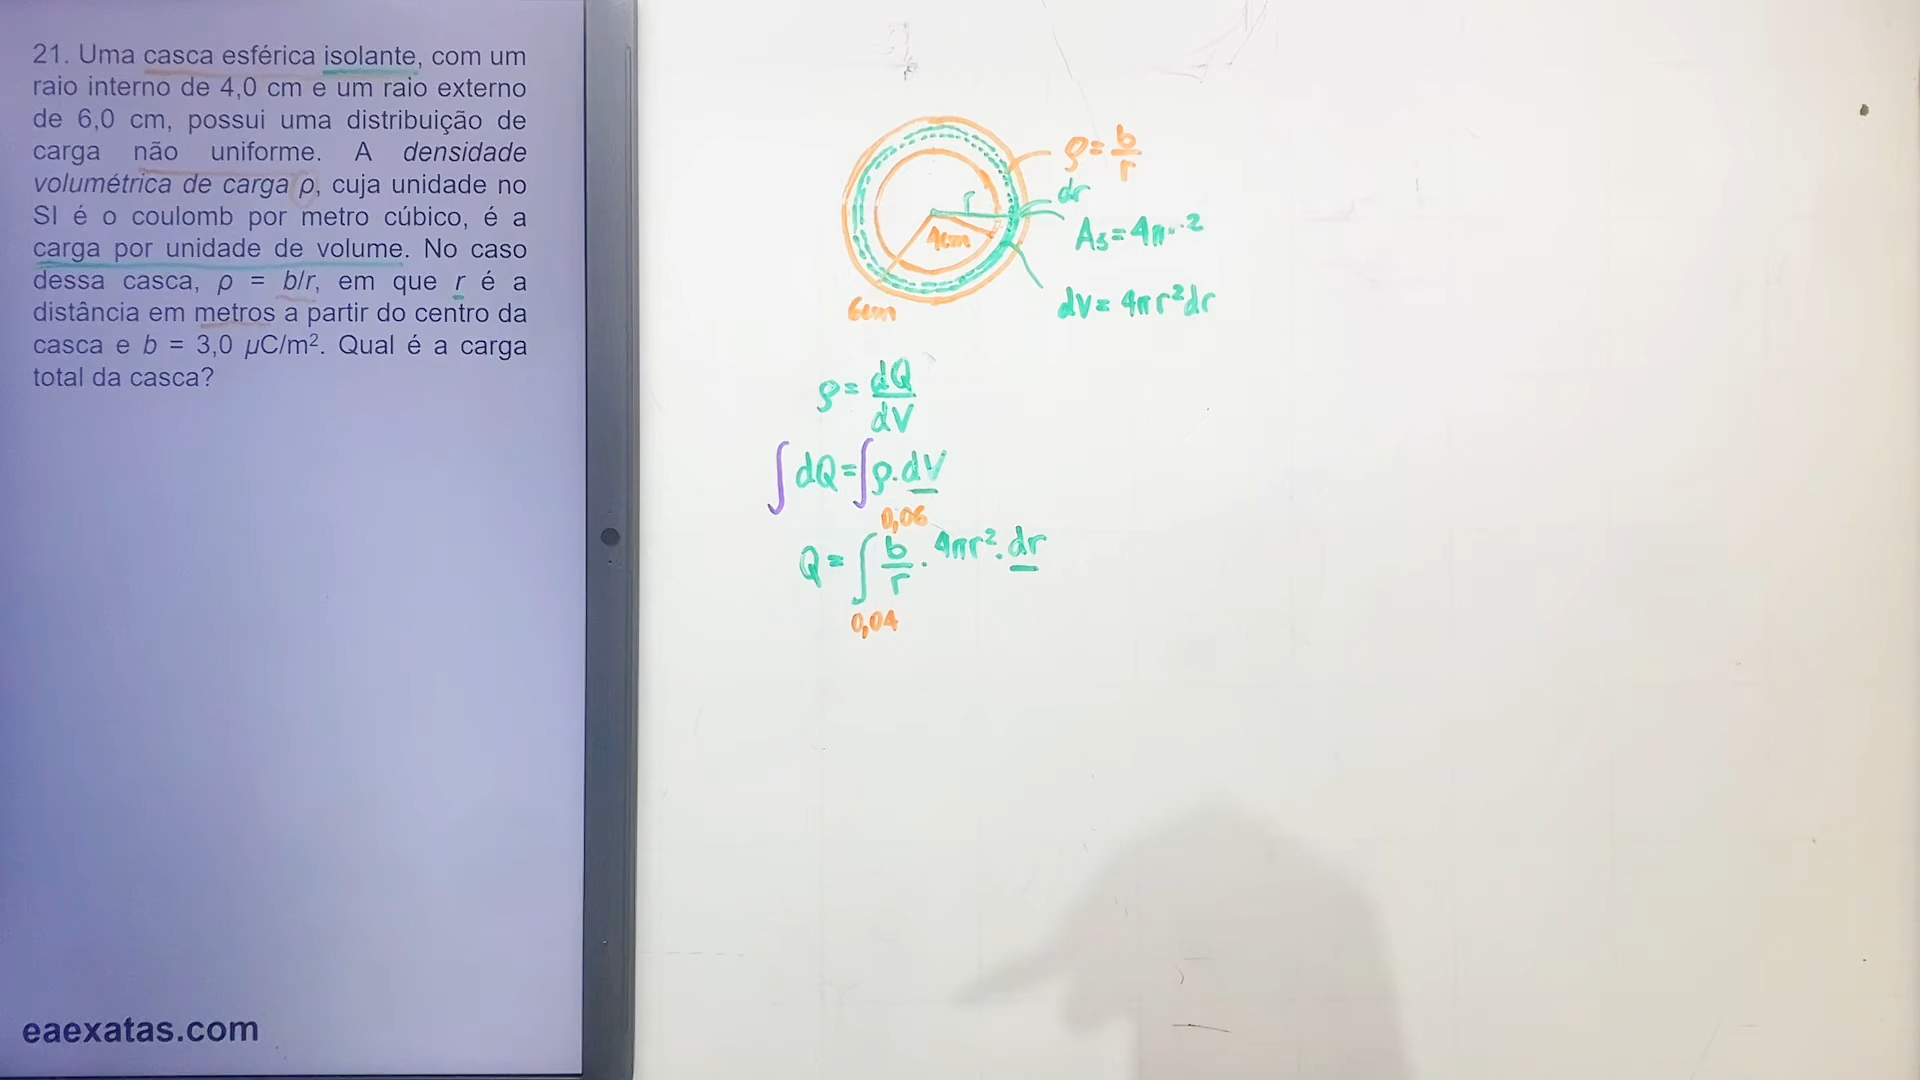 21. Uma casca esférica isolante, com um
raio interno de 4,0 cm e um raio externo
de 6,0 cm, possui uma distribuição de
carga não uniforme. A densidade
volumétrica de carga ρ, cuja unidade no
SI é o coulomb por metro cúbico, é a
carga por unidade de volume. No caso
dessa casca, ρ = b/r, em que r é a
distância em metros a partir do centro da
casca e b = 3,0 µC/m². Qual é a carga
total da casca?
eaexatas.com
ρ = b/r
dr
r
As = 4π 2
4cm
dV = 4πr²dr
6cm
ρ = dQ/dV
∫dQ = ∫ρ.dV
0,06
Q = ∫ b/r . 4πr² . dr
0,04